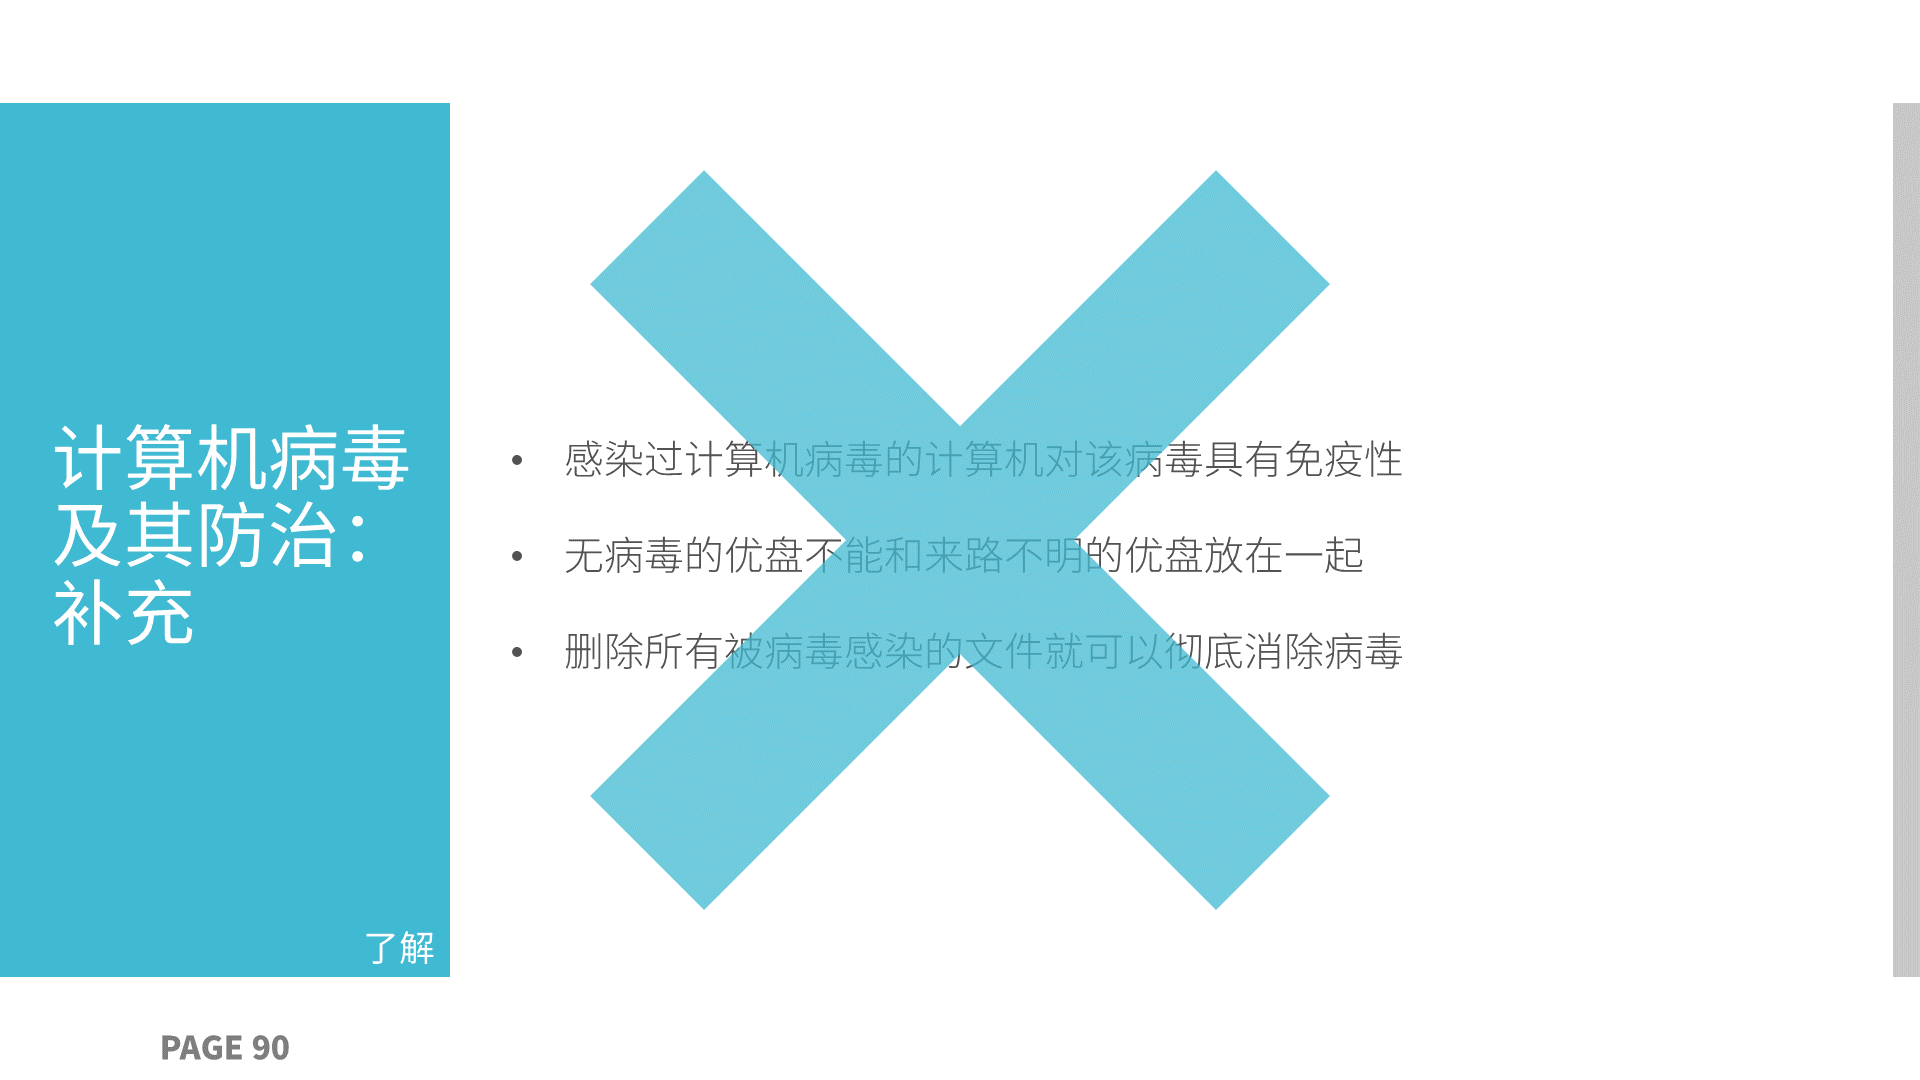 计算机病毒
及其防治：
补充
了解
• 感染过计算机病毒的计算机对该病毒具有免疫性
• 无病毒的优盘不能和来路不明的优盘放在一起
• 删除所有被病毒感染的文件就可以彻底消除病毒
PAGE 90